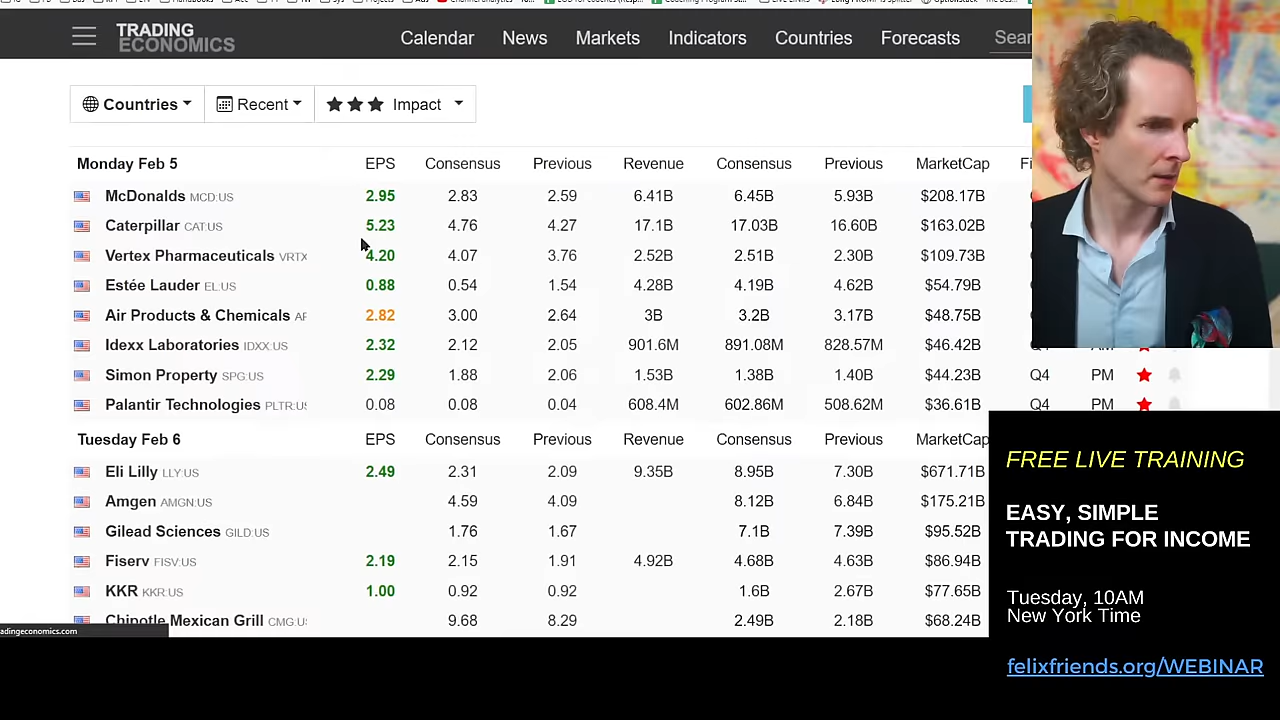 TRADING
ECONOMICS
Calendar News Markets Indicators Countries Forecasts Sear
Countries Recent Impact
Monday Feb 5 EPS Consensus Previous Revenue Consensus Previous MarketCap
McDonalds MCD:US 2.95 2.83 2.59 6.41B 6.45B 5.93B $208.17B
Caterpillar CAT:US 5.23 4.76 4.27 17.1B 17.03B 16.60B $163.02B
Vertex Pharmaceuticals VRTX 4.20 4.07 3.76 2.52B 2.51B 2.30B $109.73B
Estée Lauder EL:US 0.88 0.54 1.54 4.28B 4.19B 4.62B $54.79B
Air Products & Chemicals 2.82 3.00 2.64 3B 3.2B 3.17B $48.75B
Idexx Laboratories IDXX:US 2.32 2.12 2.05 901.6M 891.08M 828.57M $46.42B
Simon Property SPG:US 2.29 1.88 2.06 1.53B 1.38B 1.40B $44.23B Q4 PM
Palantir Technologies PLTR:US 0.08 0.08 0.04 608.4M 602.86M 508.62M $36.61B Q4 PM
Tuesday Feb 6 EPS Consensus Previous Revenue Consensus Previous MarketCap
Eli Lilly LLY:US 2.49 2.31 2.09 9.35B 8.95B 7.30B $671.71B
Amgen AMGN:US 4.59 4.09 8.12B 6.84B $175.21B
Gilead Sciences GILD:US 1.76 1.67 7.1B 7.39B $95.52B
Fiserv FISV:US 2.19 2.15 1.91 4.92B 4.68B 4.63B $86.94B
KKR KKR:US 1.00 0.92 0.92 1.6B 2.67B $77.65B
Chipotle Mexican Grill CMG:US 9.68 8.29 2.49B 2.18B $68.24B
adingeconomics.com
FREE LIVE TRAINING
EASY, SIMPLE
TRADING FOR INCOME
Tuesday, 10AM
New York Time
felixfriends.org/WEBINAR